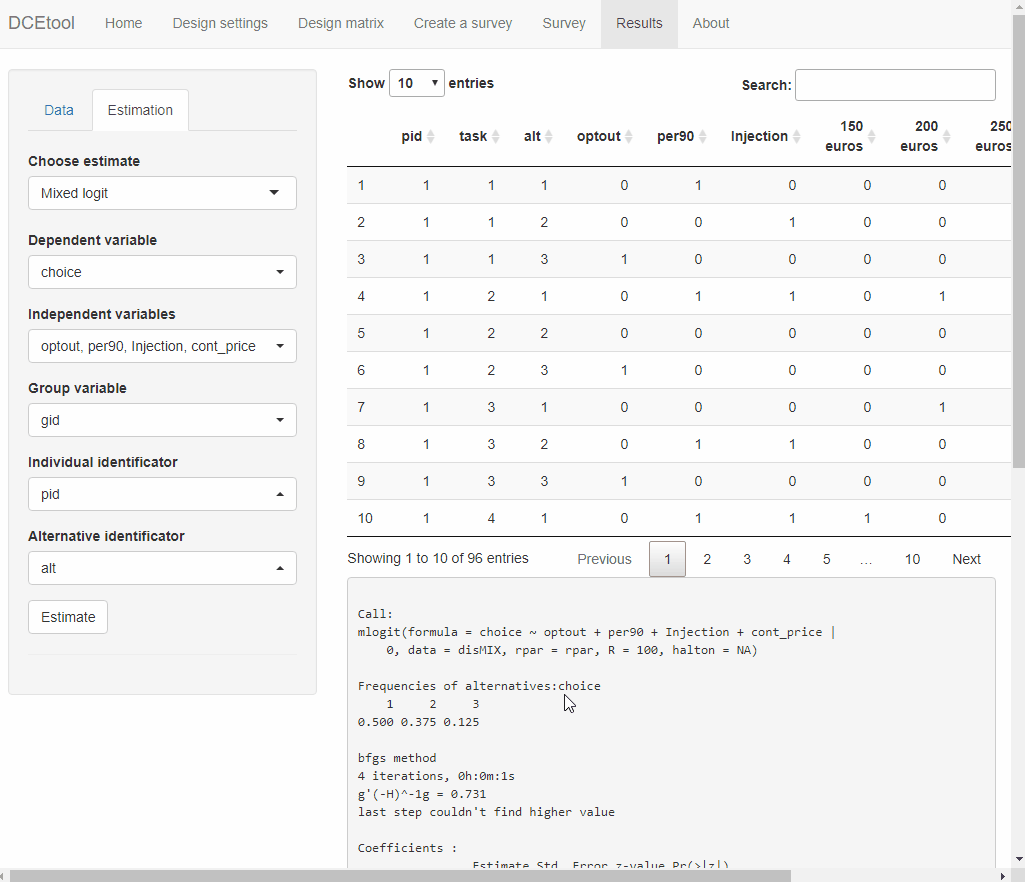 DCEtool Home Design settings Design matrix Create a survey Survey Results About
Data Estimation
Choose estimate
Mixed logit
Dependent variable
choice
Independent variables
optout, per90, Injection, cont_price
Group variable
gid
Individual identificator
pid
Alternative identificator
alt
Estimate
Show 10 entries
Search:
pid task alt optout per90 Injection 150 euros 200 euros 250 euros
1 1 1 1 0 1 0 0 0
2 1 1 2 0 0 1 0 0
3 1 1 3 1 0 0 0 0
4 1 2 1 0 1 1 0 1
5 1 2 2 0 0 0 0 0
6 1 2 3 1 0 0 0 0
7 1 3 1 0 0 0 0 1
8 1 3 2 0 1 1 0 0
9 1 3 3 1 0 0 0 0
10 1 4 1 0 1 1 1 0
Showing 1 to 10 of 96 entries
Previous 1 2 3 4 5 … 10 Next
Call:
mlogit(formula = choice ~ optout + per90 + Injection + cont_price |
0, data = disMIX, rpar = rpar, R = 100, halton = NA)
Frequencies of alternatives:choice
1 2 3
0.500 0.375 0.125
bfgs method
4 iterations, 0h:0m:1s
g'(-H)^-1g = 0.731
last step couldn't find higher value
Coefficients :
Estimate Std. Error z-value Pr(>|z|)